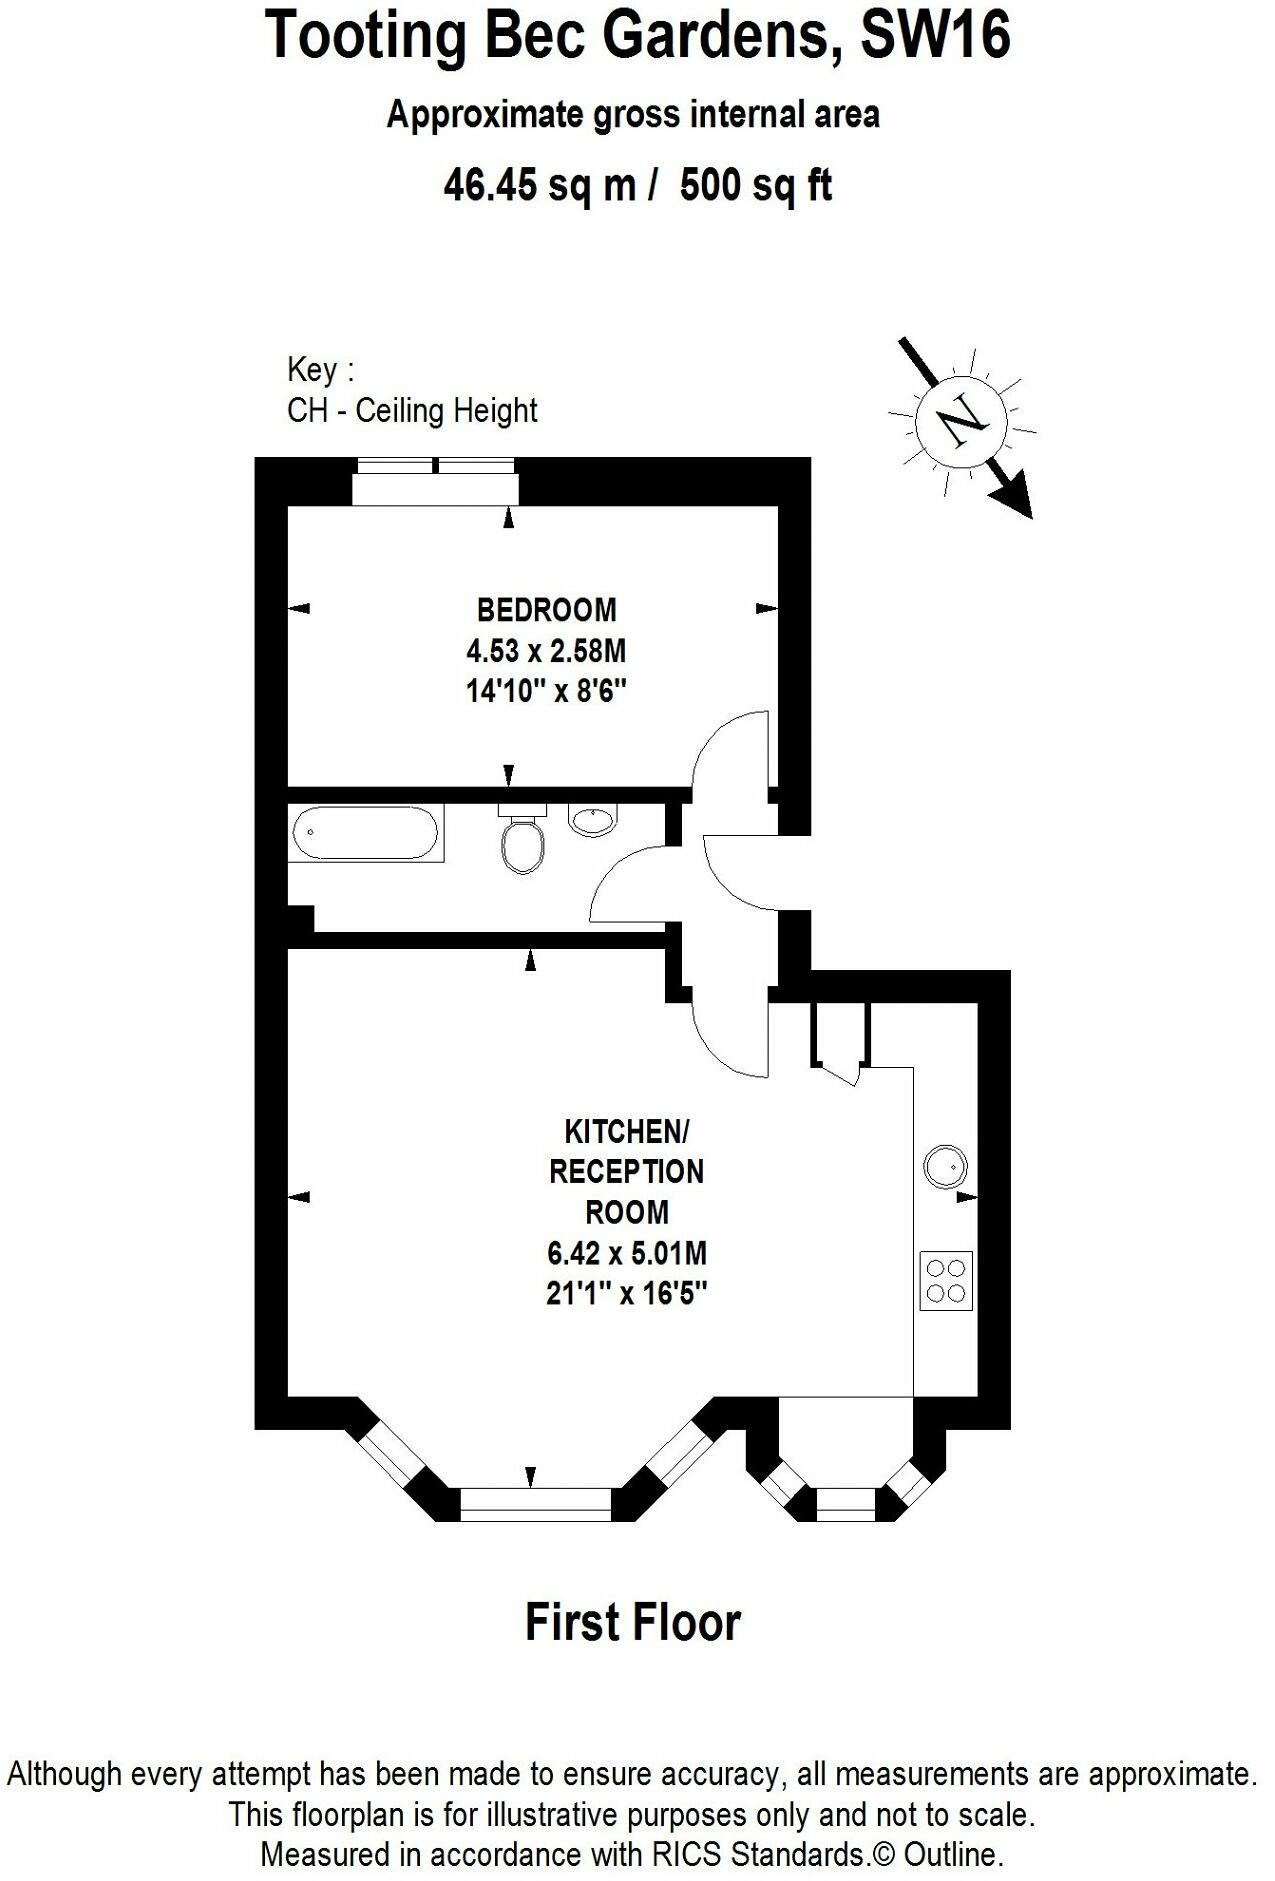 Tooting Bec Gardens, SW16
Approximate gross internal area
46.45 sq m /  500 sq ft
Key :
CH - Ceiling Height
N
BEDROOM
4.53 x 2.58M
14'10" x 8'6"
KITCHEN/
RECEPTION
ROOM
6.42 x 5.01M
21'1" x 16'5"
First Floor
Although every attempt has been made to ensure accuracy, all measurements are approximate.
This floorplan is for illustrative purposes only and not to scale.
Measured in accordance with RICS Standards.© Outline.